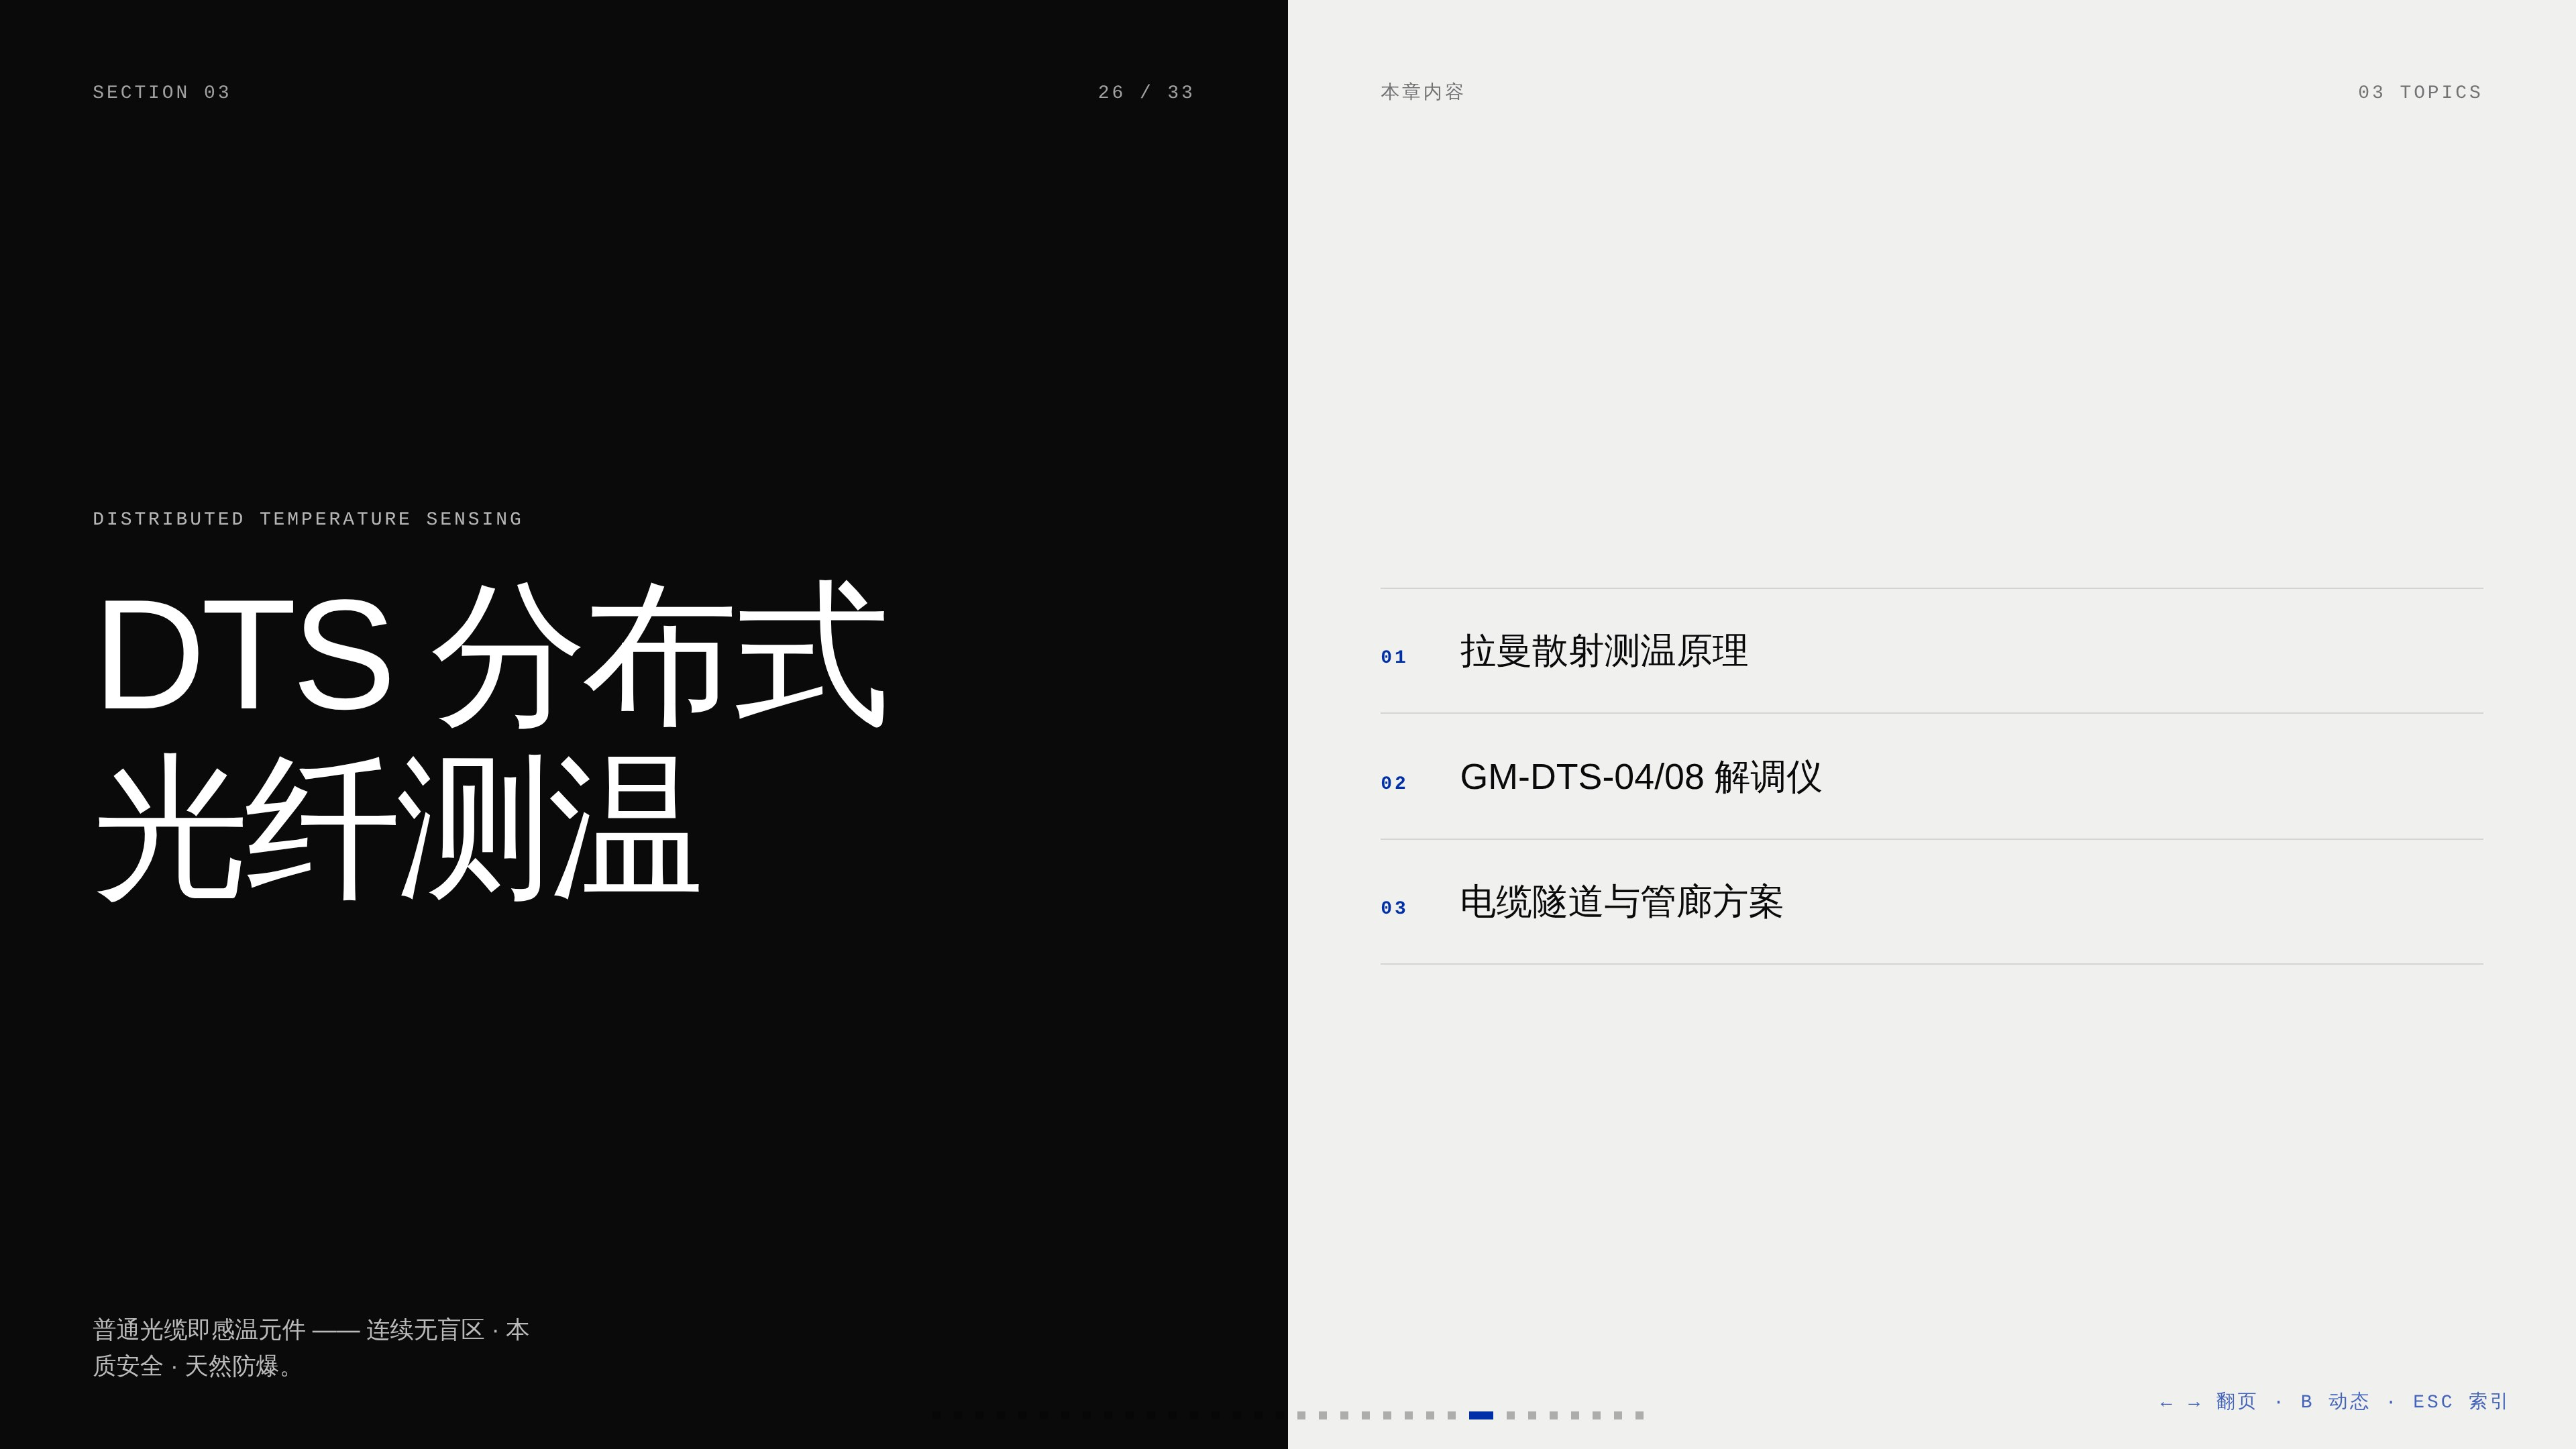 SECTION 03
26 / 33
DISTRIBUTED TEMPERATURE SENSING
DTS 分布式
光纤测温
普通光缆即感温元件 —— 连续无盲区 · 本
质安全 · 天然防爆。
本章内容
03 TOPICS
01 拉曼散射测温原理
02 GM-DTS-04/08 解调仪
03 电缆隧道与管廊方案
← → 翻页 · B 动态 · ESC 索引